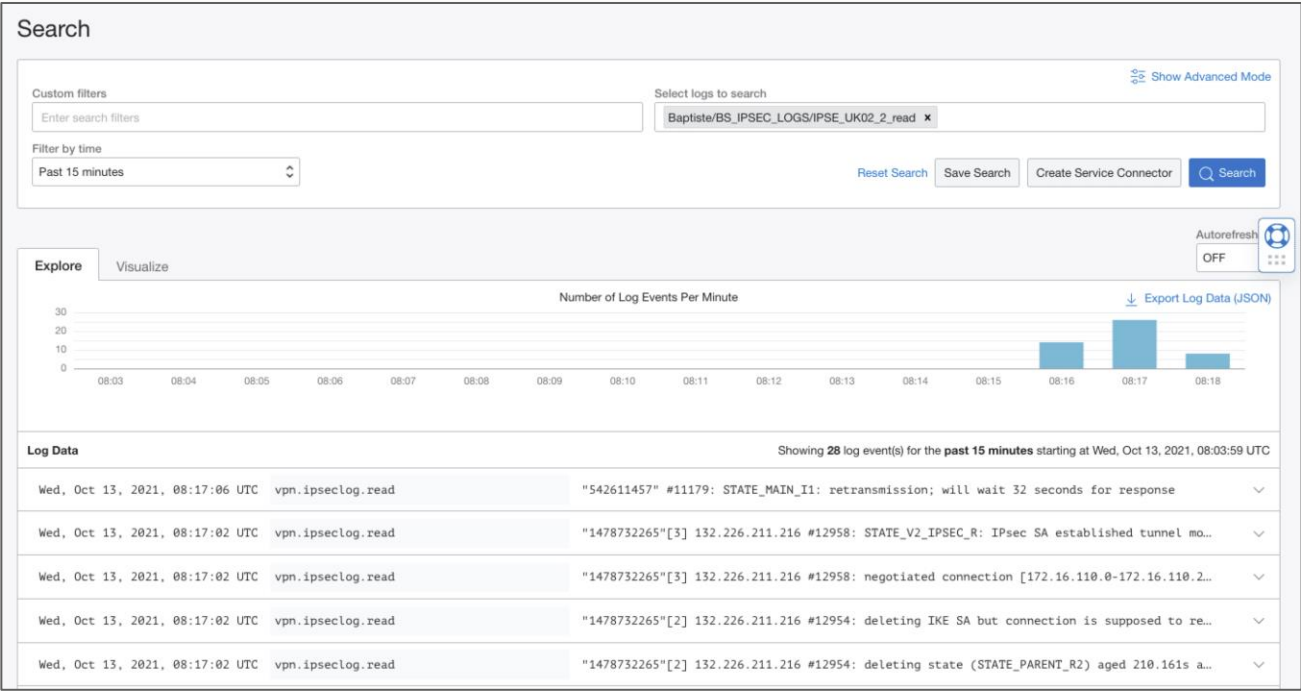 Search
Show Advanced Mode
Custom filters
Select logs to search
Enter search filters
Baptiste/BS_IPSEC_LOGS/IPSE_UK02_2_read ×
Filter by time
Past 15 minutes
Reset Search Save Search Create Service Connector Search
Autorefresh
OFF
Explore Visualize
Number of Log Events Per Minute
Export Log Data (JSON)
30
20
10
0
08:03 08:04 08:05 08:06 08:07 08:08 08:09 08:10 08:11 08:12 08:13 08:14 08:15 08:16 08:17 08:18
Log Data Showing 28 log event(s) for the past 15 minutes starting at Wed, Oct 13, 2021, 08:03:59 UTC
Wed, Oct 13, 2021, 08:17:06 UTC vpn.ipseclog.read "542611457" #11179: STATE_MAIN_I1: retransmission; will wait 32 seconds for response
Wed, Oct 13, 2021, 08:17:02 UTC vpn.ipseclog.read "1478732265"[3] 132.226.211.216 #12958: STATE_V2_IPSEC_R: IPsec SA established tunnel mo…
Wed, Oct 13, 2021, 08:17:02 UTC vpn.ipseclog.read "1478732265"[3] 132.226.211.216 #12958: negotiated connection [172.16.110.0-172.16.110.2…
Wed, Oct 13, 2021, 08:17:02 UTC vpn.ipseclog.read "1478732265"[2] 132.226.211.216 #12954: deleting IKE SA but connection is supposed to re…
Wed, Oct 13, 2021, 08:17:02 UTC vpn.ipseclog.read "1478732265"[2] 132.226.211.216 #12954: deleting state (STATE_PARENT_R2) aged 210.161s a…